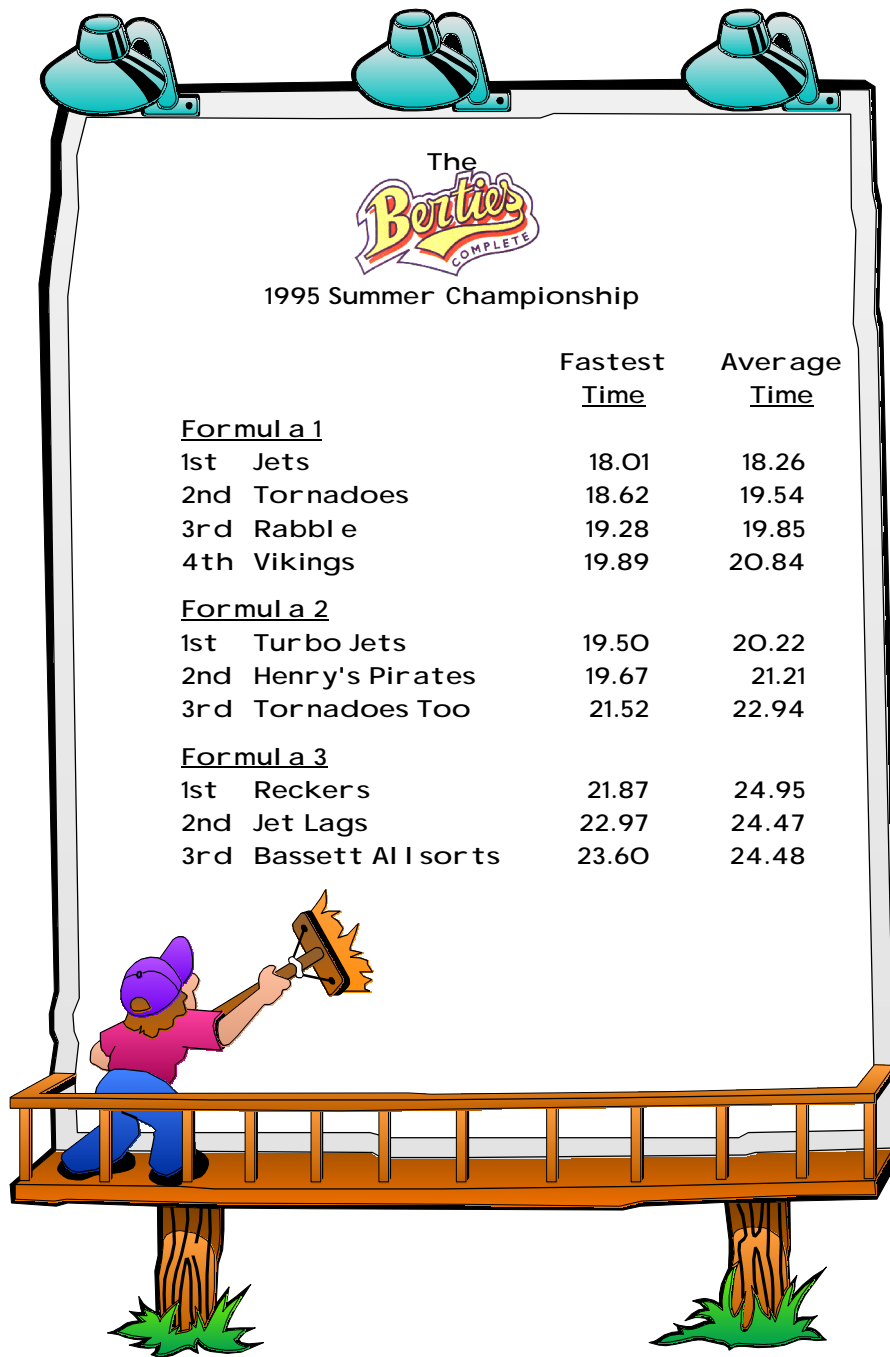 The
Berties
COMPLETE
1995 Summer Championship
Fastest Average
Time Time
Formula 1
1st Jets 18.01 18.26
2nd Tornadoes 18.62 19.54
3rd Rabble 19.28 19.85
4th Vikings 19.89 20.84
Formula 2
1st Turbo Jets 19.50 20.22
2nd Henry's Pirates 19.67 21.21
3rd Tornadoes Too 21.52 22.94
Formula 3
1st Reckers 21.87 24.95
2nd Jet Lags 22.97 24.47
3rd Bassett Allsorts 23.60 24.48